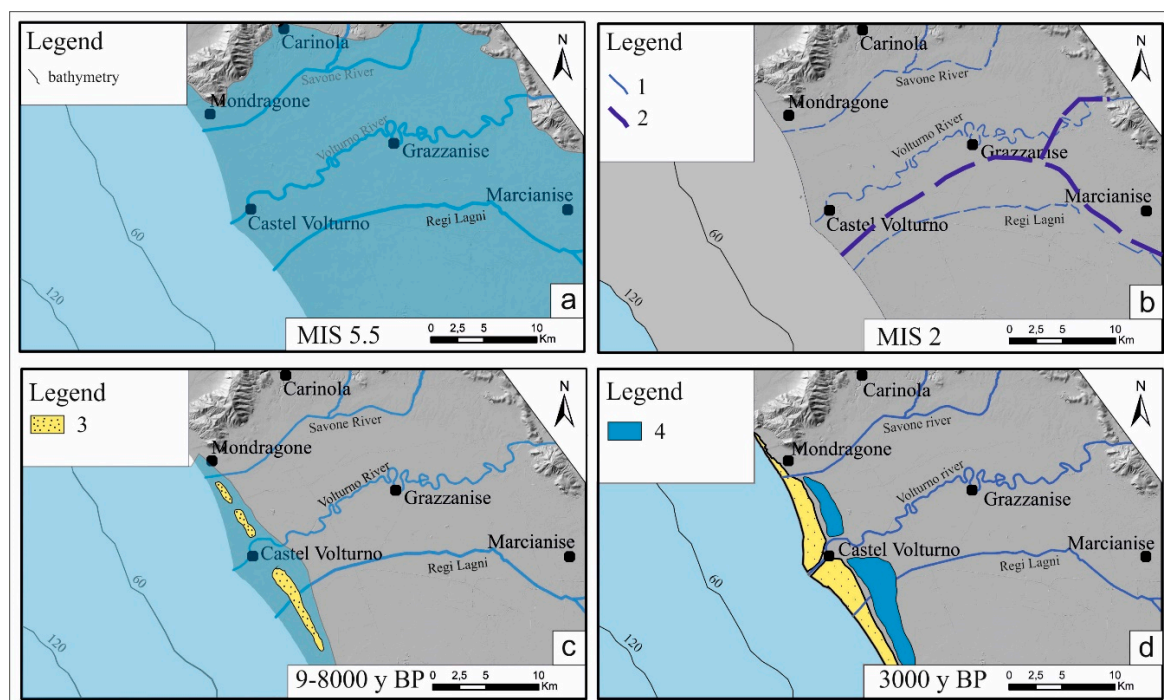 Legend
bathymetry
N
Carinola
Savone River
Mondragone
Volturno River
Grazzanise
Marcianise
Castel Volturno
Regi Lagni
60
120
a
MIS 5.5
0 2,5 5 10
Km
Legend
1
2
N
Carinola
Savone River
Mondragone
Volturno River
Grazzanise
Marcianise
Castel Volturno
Regi Lagni
60
120
b
MIS 2
0 2,5 5 10
Km
Legend
3
N
Carinola
Savone River
Mondragone
Volturno River
Grazzanise
Castel Volturno
Marcianise
Regi Lagni
60
120
c
9-8000 y BP
0 2,5 5 10
Km
Legend
4
N
Carinola
Savone river
Mondragone
Volturno river
Grazzanise
Castel Volturno
Marcianise
Regi Lagni
60
120
d
3000 y BP
0 2,5 5 10
Km